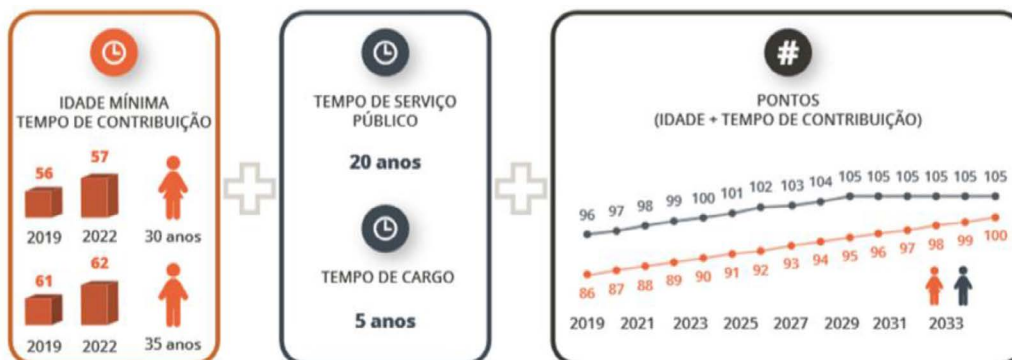 IDADE MÍNIMA
TEMPO DE CONTRIBUIÇÃO
56
57
2019
2022
30 anos
61
62
2019
2022
35 anos
TEMPO DE SERVIÇO
PÚBLICO
20 anos
TEMPO DE CARGO
5 anos
#
PONTOS
(IDADE + TEMPO DE CONTRIBUIÇÃO)
96 97 98 99 100 101 102 103 104 105 105 105 105 105 105
86 87 88 89 90 91 92 93 94 95 96 97 98 99 100
2019 2021 2023 2025 2027 2029 2031 2033